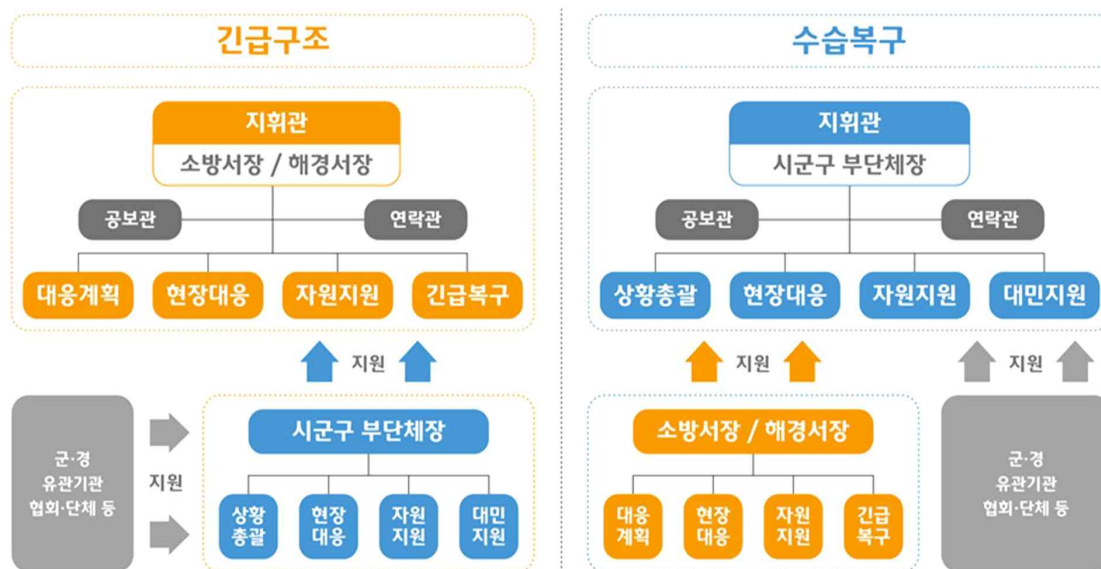 긴급구조
지휘관
소방서장 / 해경서장
공보관
연락관
대응계획
현장대응
자원지원
긴급복구
지원
군·경
유관기관
협회·단체 등
지원
시군구 부단체장
상황
총괄
현장
대응
자원
지원
대민
지원
수습복구
지휘관
시군구 부단체장
공보관
연락관
상황총괄
현장대응
자원지원
대민지원
지원
지원
소방서장 / 해경서장
대응
계획
현장
대응
자원
지원
긴급
복구
군·경
유관기관
협회·단체 등